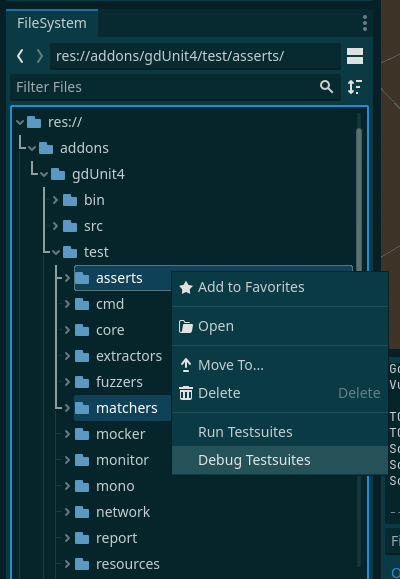 FileSystem
res://addons/gdUnit4/test/asserts/
Filter Files
res://
addons
gdUnit4
bin
src
test
asserts
cmd
core
extractors
fuzzers
matchers
mocker
monitor
mono
network
report
resources
Add to Favorites
Open
Move To...
Delete Delete
Run Testsuites
Debug Testsuites